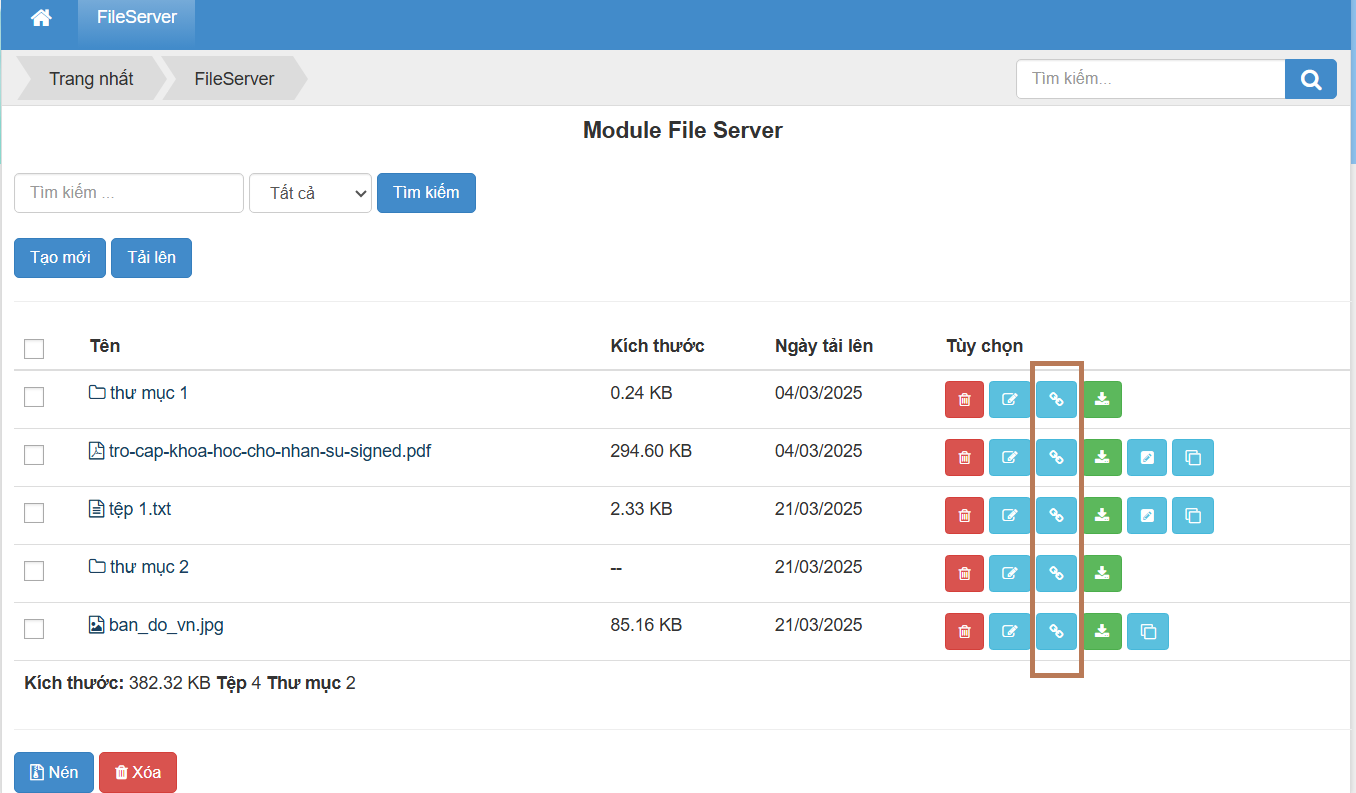 FileServer
Trang nhất FileServer Tìm kiếm...
Module File Server
Tìm kiếm ... Tất cả Tìm kiếm
Tạo mới Tải lên
Tên Kích thước Ngày tải lên Tùy chọn
thư mục 1 0.24 KB 04/03/2025
tro-cap-khoa-hoc-cho-nhan-su-signed.pdf 294.60 KB 04/03/2025
tệp 1.txt 2.33 KB 21/03/2025
thư mục 2 -- 21/03/2025
ban_do_vn.jpg 85.16 KB 21/03/2025
Kích thước: 382.32 KB Tệp 4 Thư mục 2
Nén Xóa